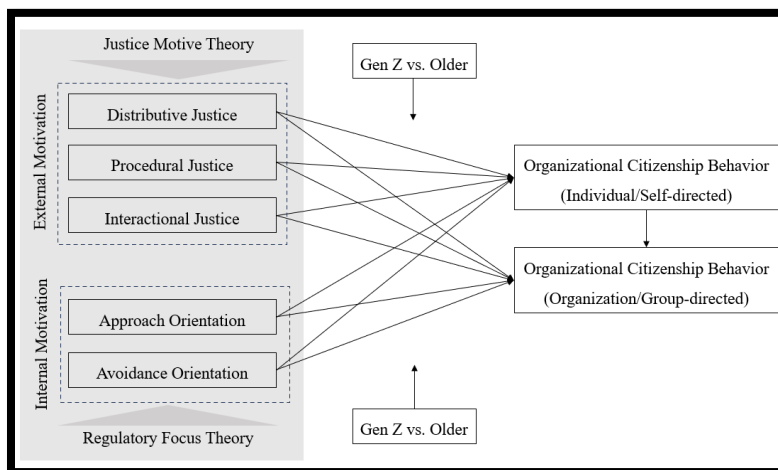 Justice Motive Theory
External Motivation
Distributive Justice
Procedural Justice
Interactional Justice
Internal Motivation
Approach Orientation
Avoidance Orientation
Regulatory Focus Theory
Gen Z vs. Older
Organizational Citizenship Behavior
(Individual/Self-directed)
Organizational Citizenship Behavior
(Organization/Group-directed)
Gen Z vs. Older